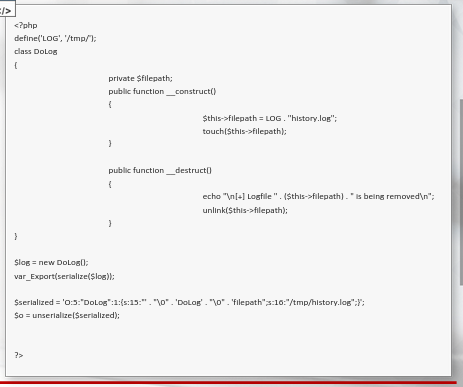 />
<?php
define('LOG', '/tmp/');
class DoLog
{
private $filepath;
public function __construct()
{
$this->filepath = LOG . "history.log";
touch($this->filepath);
}
public function __destruct()
{
echo "\n[+] Logfile " . ($this->filepath) . " is being removed\n";
unlink($this->filepath);
}
}
$log = new DoLog();
var_Export(serialize($log));
$serialized = 'O:5:"DoLog":1:{s:15:"' . "\0" . 'DoLog' . "\0" . 'filepath";s:16:"/tmp/history.log";}';
$o = unserialize($serialized);
?>